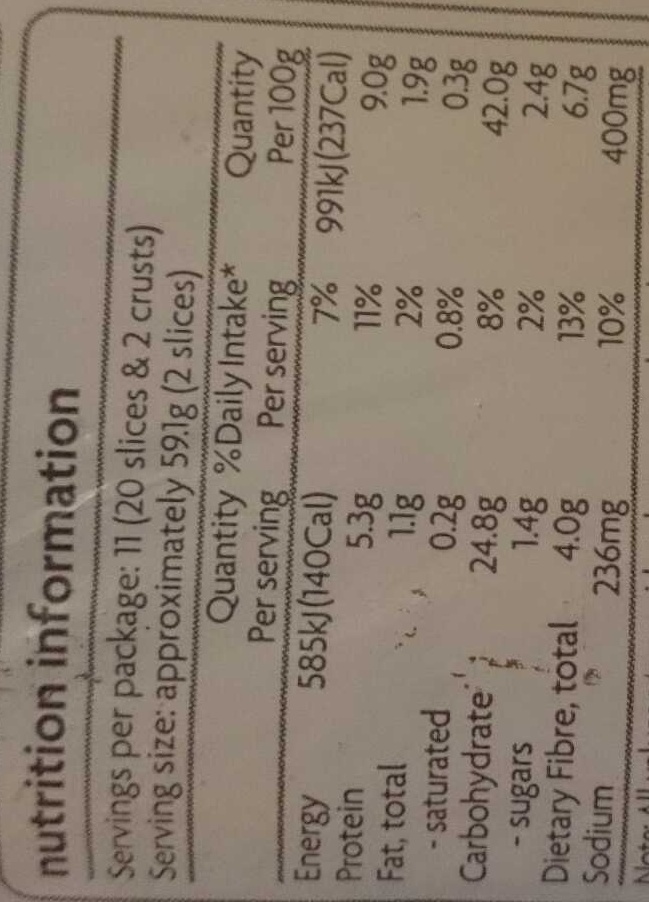 nutrition information
Servings per package: 11 (20 slices & 2 crusts)
Serving size: approximately 59.1g (2 slices)
Quantity %Daily Intake* Quantity
Per serving Per serving Per 100g
Energy 585kJ(140Cal) 7% 991kJ(237Cal)
Protein 5.3g 11% 9.0g
Fat, total 1.1g 2% 1.9g
- saturated 0.2g 0.8% 0.3g
Carbohydrate 24.8g 8% 42.0g
- sugars 1.4g 2% 2.4g
Dietary Fibre, total 4.0g 13% 6.7g
Sodium 236mg 10% 400mg
Note: All